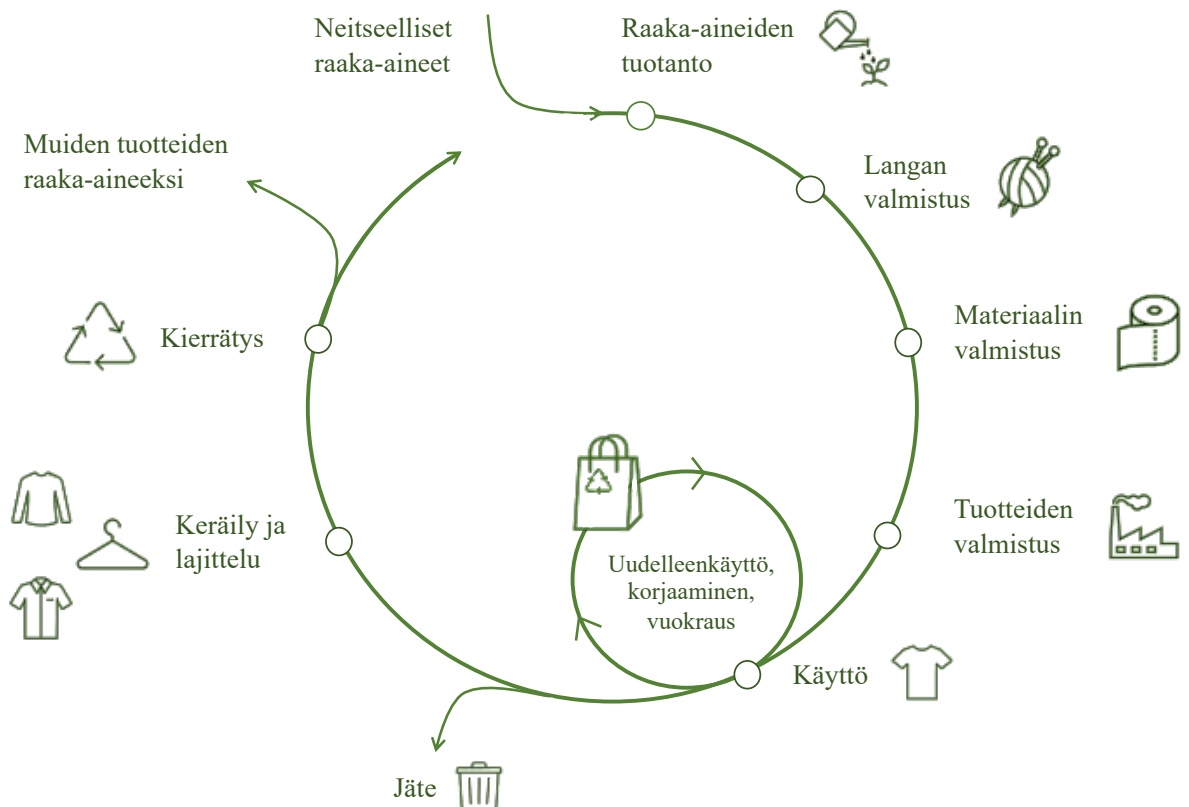 Neitseelliset
raaka-aineet
Raaka-aineiden
tuotanto
Langan
valmistus
Materiaalin
valmistus
Tuotteiden
valmistus
Käyttö
Uudelleenkäyttö,
korjaaminen,
vuokraus
Jäte
Keräily ja
lajittelu
Kierrätys
Muiden tuotteiden
raaka-aineeksi